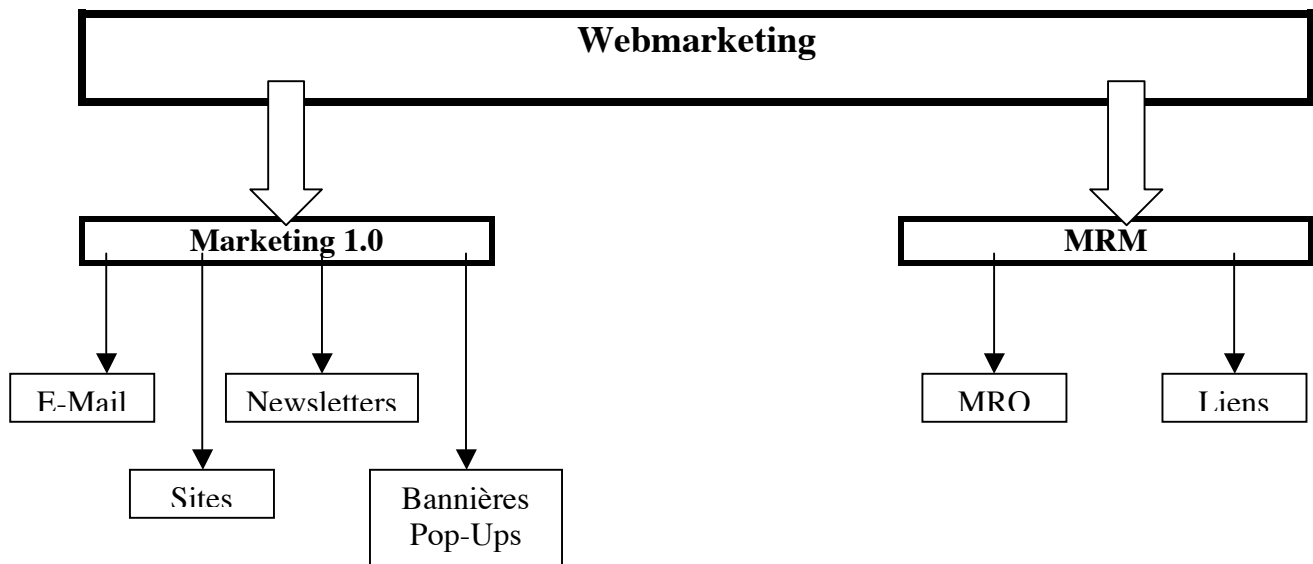 Webmarketing
Marketing 1.0
MRM
E-Mail
Newsletters
MRO
Liens
Sites
Bannières
Pop-Ups